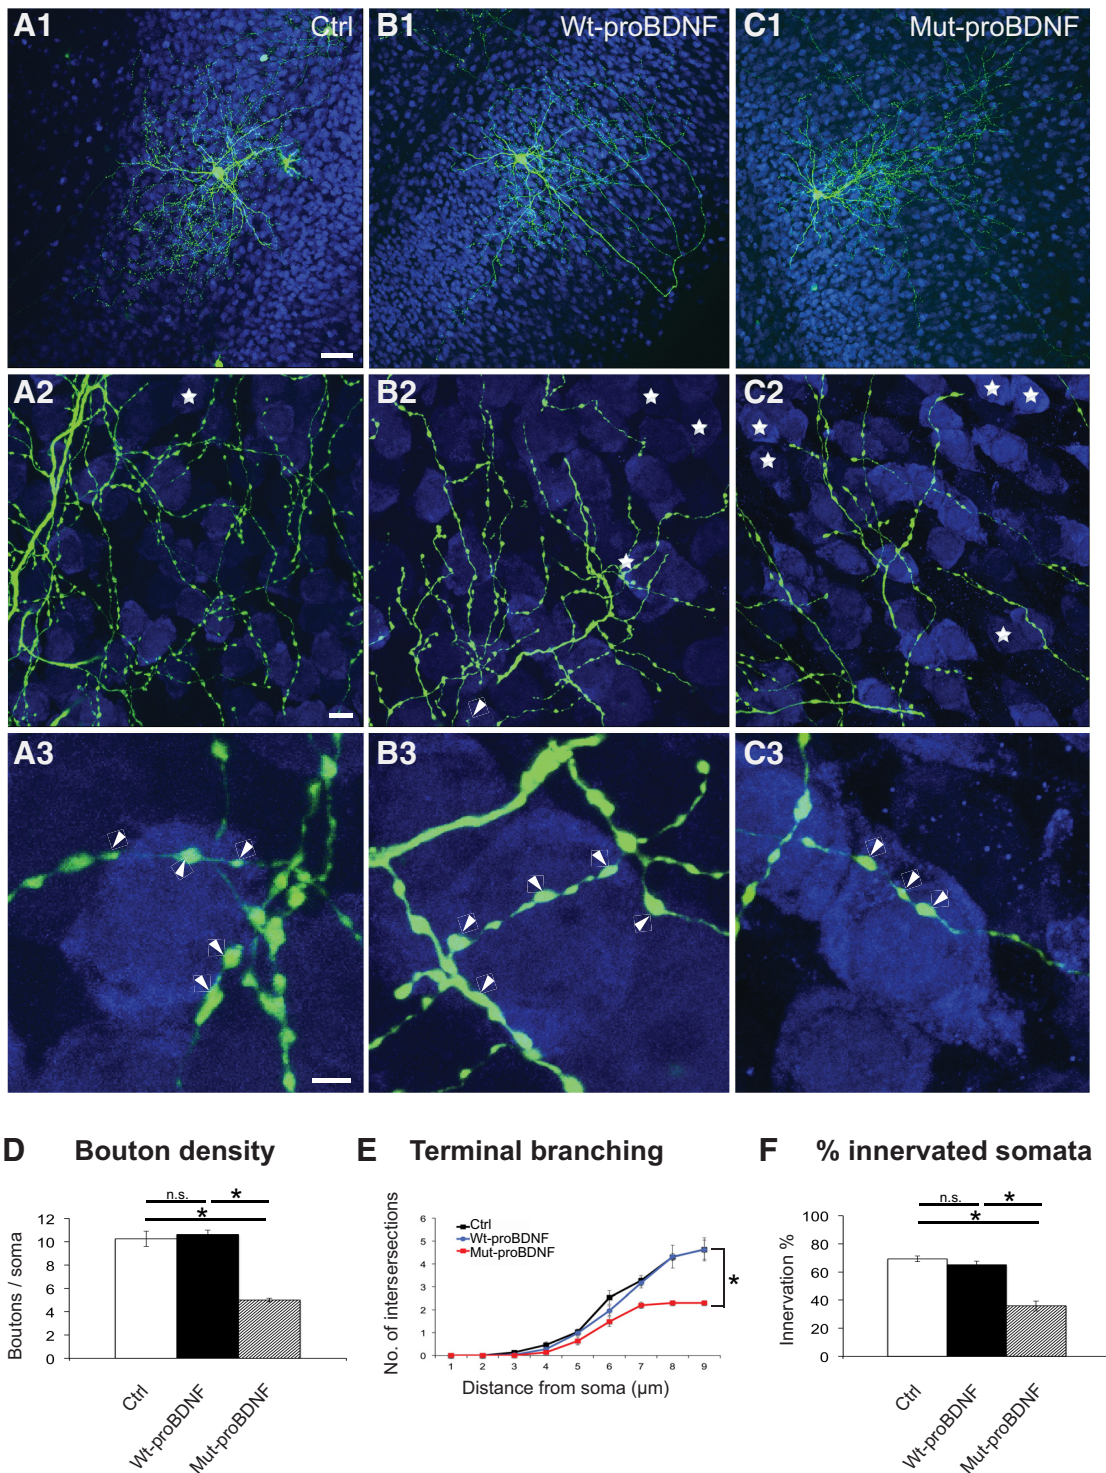 A1 Ctrl
B1 Wt-proBDNF
C1 Mut-proBDNF
A2
B2
C2
A3
B3
C3
D Bouton density
n.s. *
*
12
10
8
6
4
2
0
Boutons / soma
Ctrl
Wt-proBDNF
Mut-proBDNF
E Terminal branching
Ctrl
Wt-proBDNF
Mut-proBDNF
6
5
4
3
2
1
0
No. of intersersections
*
1 2 3 4 5 6 7 8 9
Distance from soma (µm)
F % innervated somata
n.s. *
*
100
80
60
40
20
0
Innervation %
Ctrl
Wt-proBDNF
Mut-proBDNF